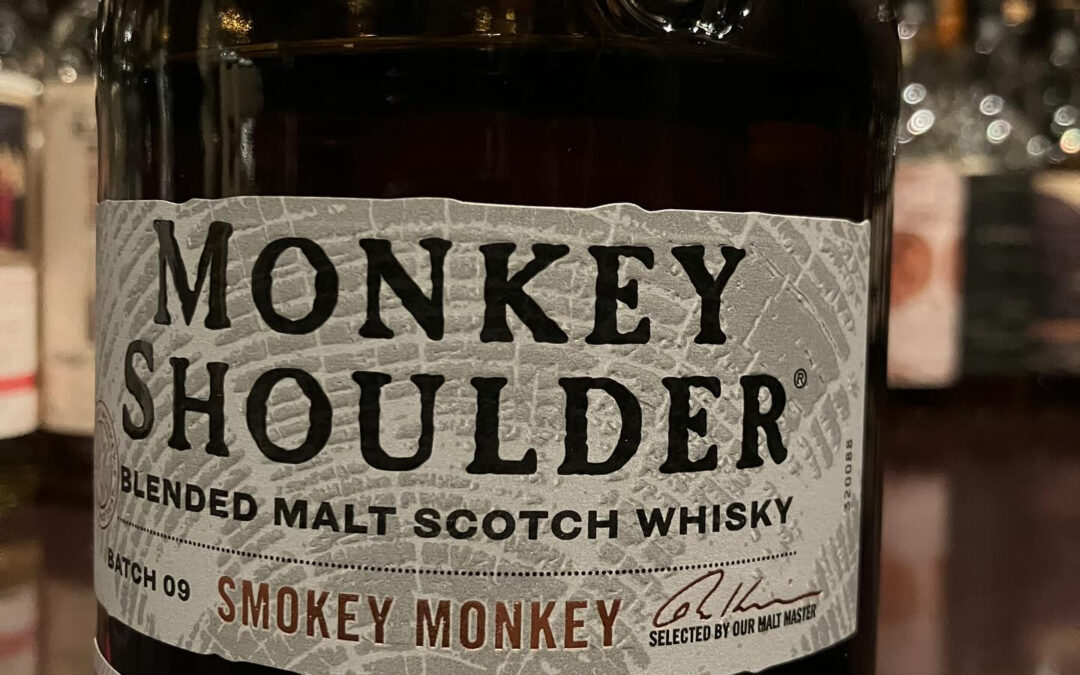 MONKEY
SHOULDER®
BLENDED MALT SCOTCH WHISKY
BATCH 09
SMOKEY MONKEY
SELECTED BY OUR MALT MASTER
320088